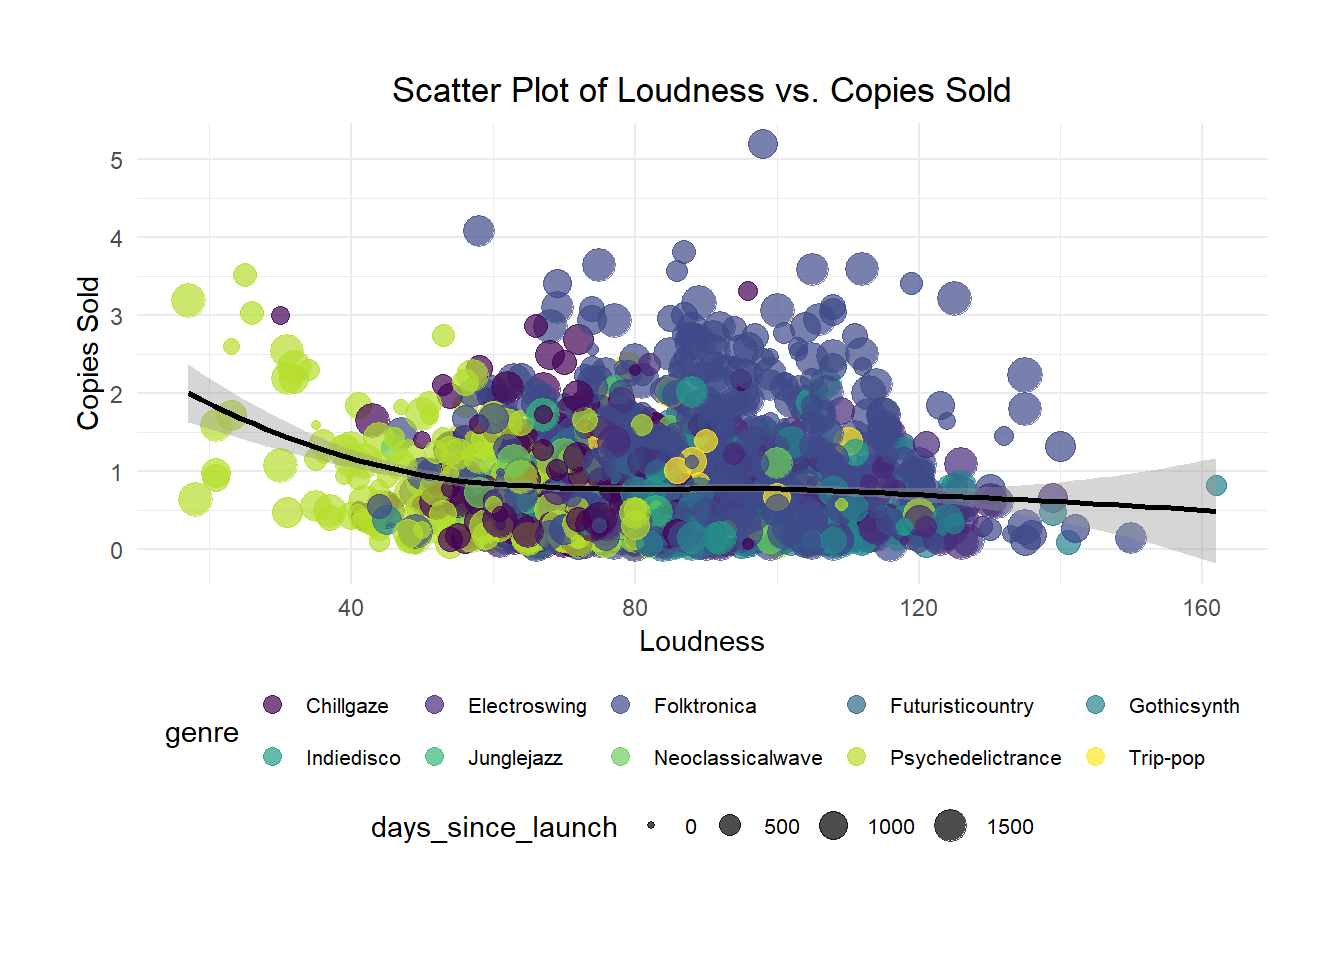 Scatter Plot of Loudness vs. Copies Sold
5
4
3
2
1
0
Copies Sold
40 80 120 160
Loudness
genre
Chillgaze Electroswing Folktronica Futuristicountry Gothicsynth
Indiedisco Junglejazz Neoclassicalwave Psychedelictrance Trip-pop
days_since_launch 0 500 1000 1500